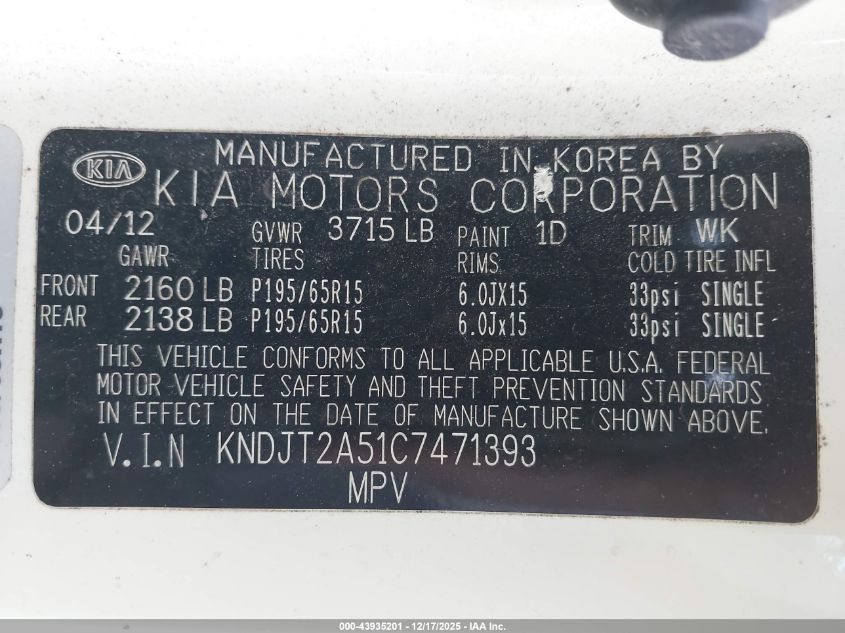 KIA MANUFACTURED IN KOREA BY
KIA MOTORS CORPORATION
04/12 GVWR 3715 LB PAINT 1D TRIM WK
GAWR TIRES RIMS COLD TIRE INFL
FRONT 2160 LB P195/65R15 6.0JX15 33psi SINGLE
REAR 2138 LB P195/65R15 6.0Jx15 33psi SINGLE
THIS VEHICLE CONFORMS TO ALL APPLICABLE U.S.A. FEDERAL
MOTOR VEHICLE SAFETY AND THEFT PREVENTION STANDARDS
IN EFFECT ON THE DATE OF MANUFACTURE SHOWN ABOVE.
V.I.N KNDJT2A51C7471393
MPV
000-43935201 - 12/17/2025 - IAA Inc.